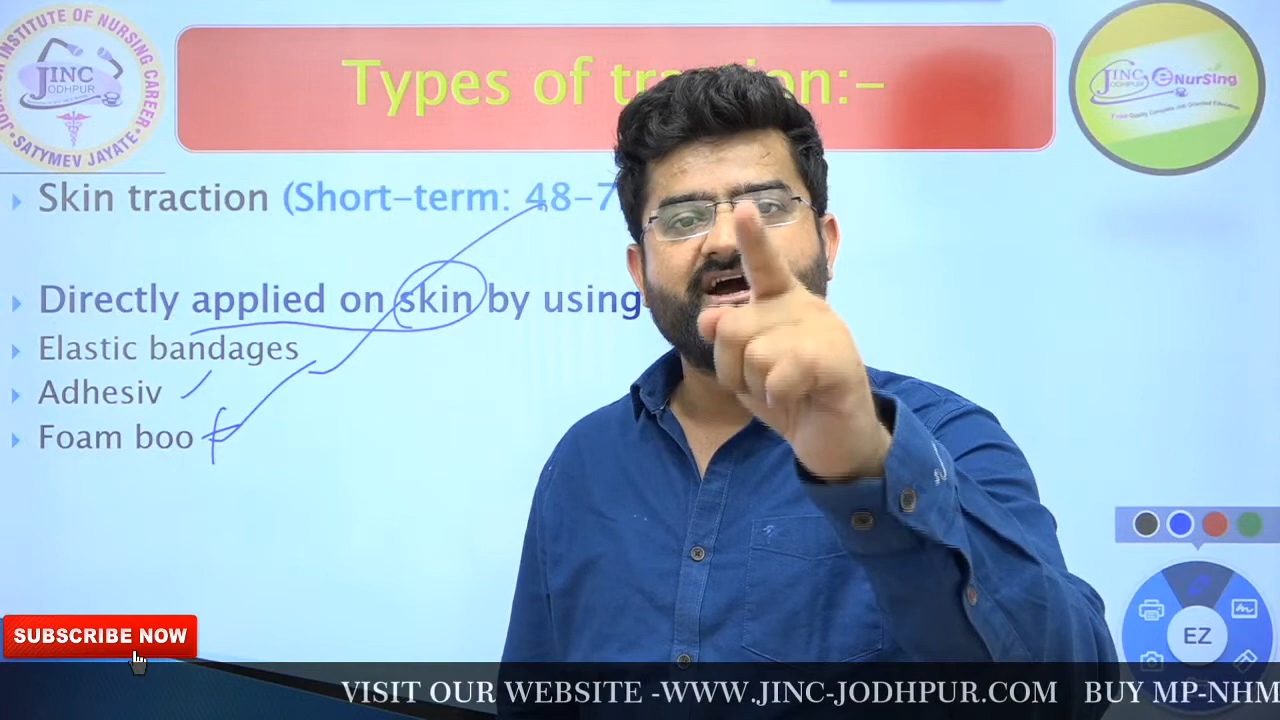 INSTITUTE OF NURSING CAREER
JINC
JODHPUR
SATYMEV JAYATE
Types of
:-
JINC
JODHPUR
eNursing
Skin traction (Short-term: 48-7
Directly applied on skin by using
Elastic bandages
Adhesiv
Foam boo
EZ
SUBSCRIBE NOW
VISIT OUR WEBSITE -WWW.JINC-JODHPUR.COM BUY MP-NHM